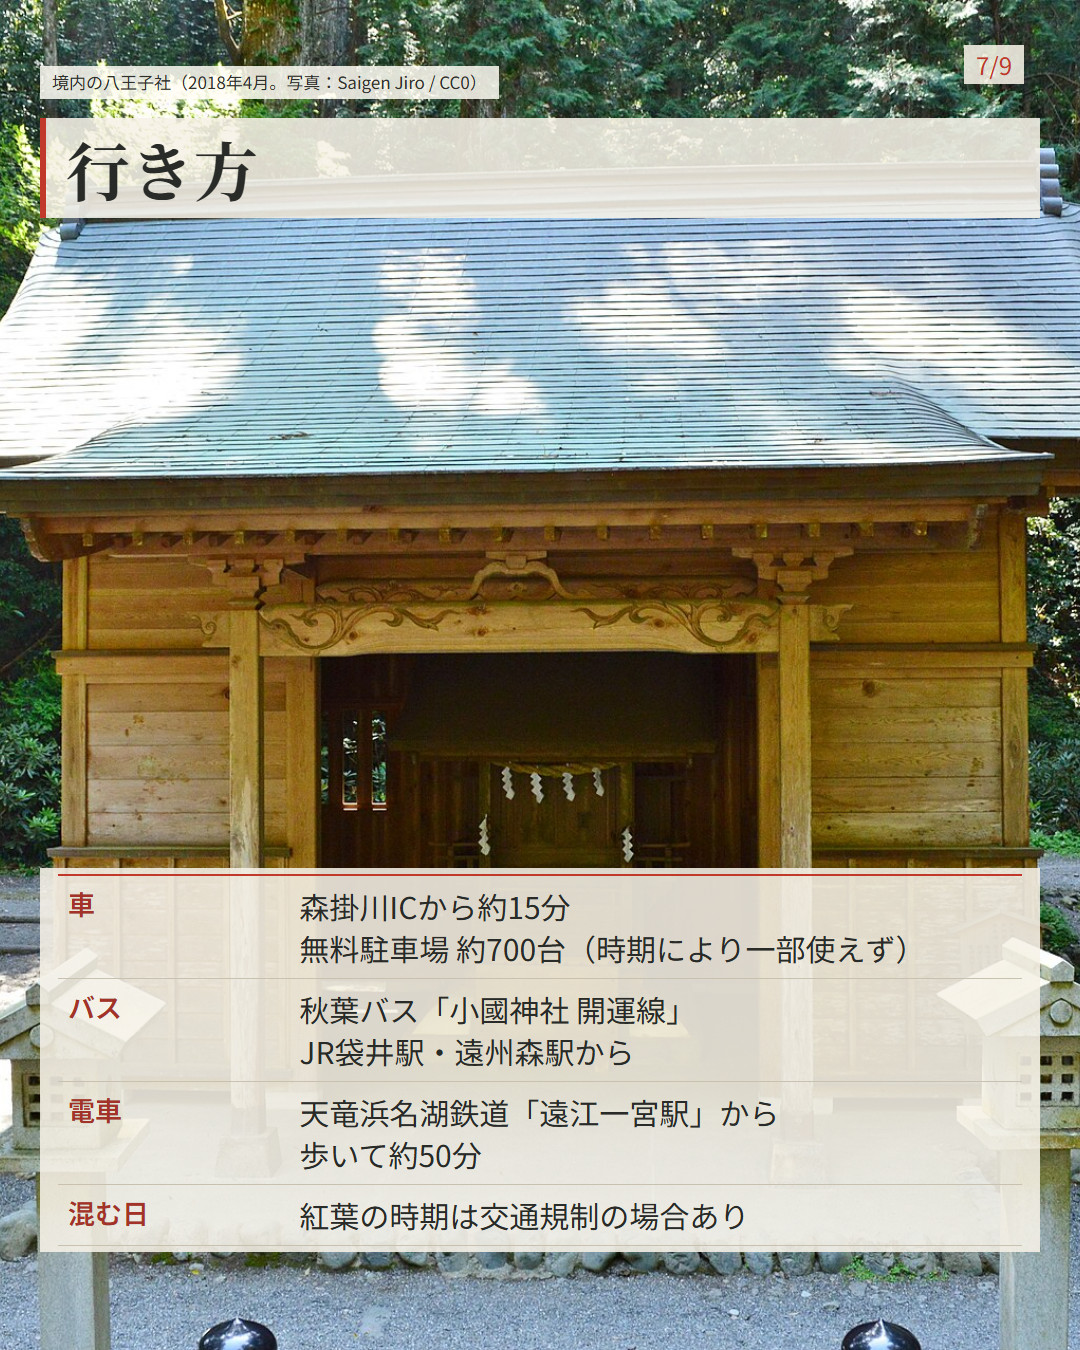 境内の八王子社（2018年4月。写真：Saigen Jiro / CC0）
7/9
行き方
車
森掛川ICから約15分
無料駐車場 約700台（時期により一部使えず）
バス
秋葉バス「小國神社 開運線」
JR袋井駅・遠州森駅から
電車
天竜浜名湖鉄道「遠江一宮駅」から
歩いて約50分
混む日
紅葉の時期は交通規制の場合あり